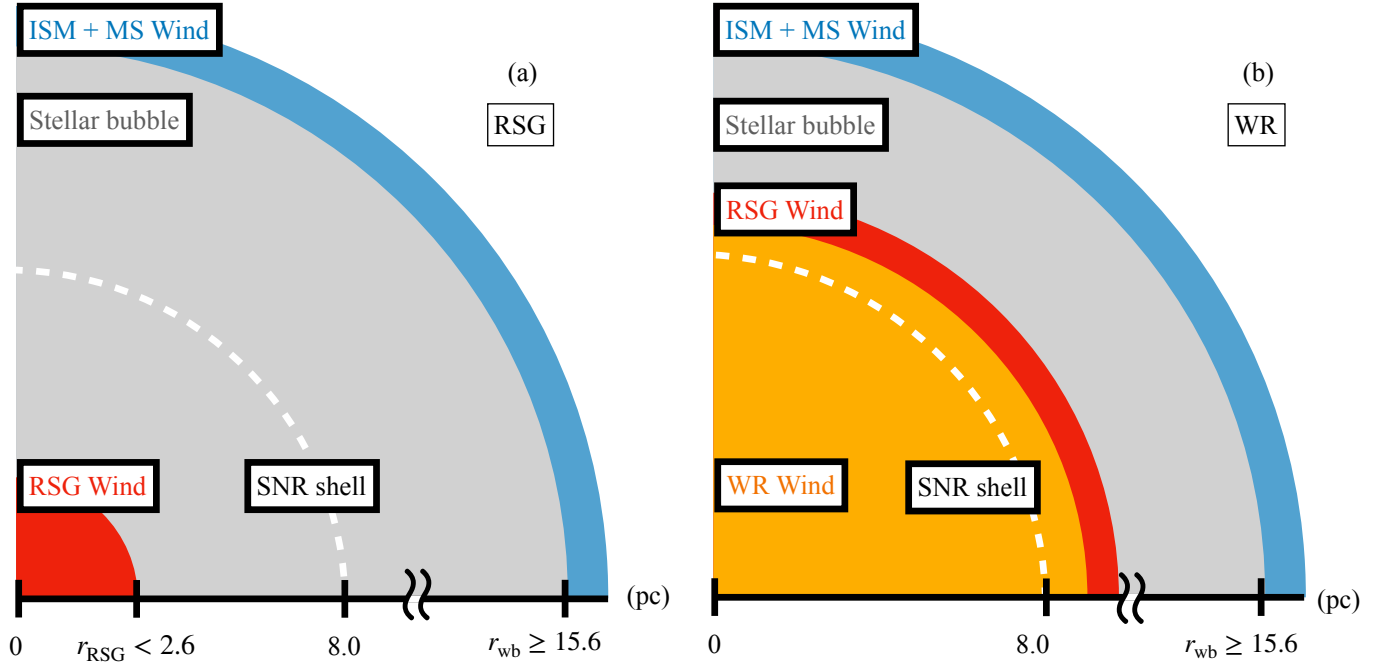 ISM + MS Wind
(a)
Stellar bubble
RSG
RSG Wind
SNR shell
(pc)
0
r_RSG < 2.6
8.0
r_wb ≥ 15.6
ISM + MS Wind
(b)
Stellar bubble
WR
RSG Wind
WR Wind
SNR shell
(pc)
0
8.0
r_wb ≥ 15.6